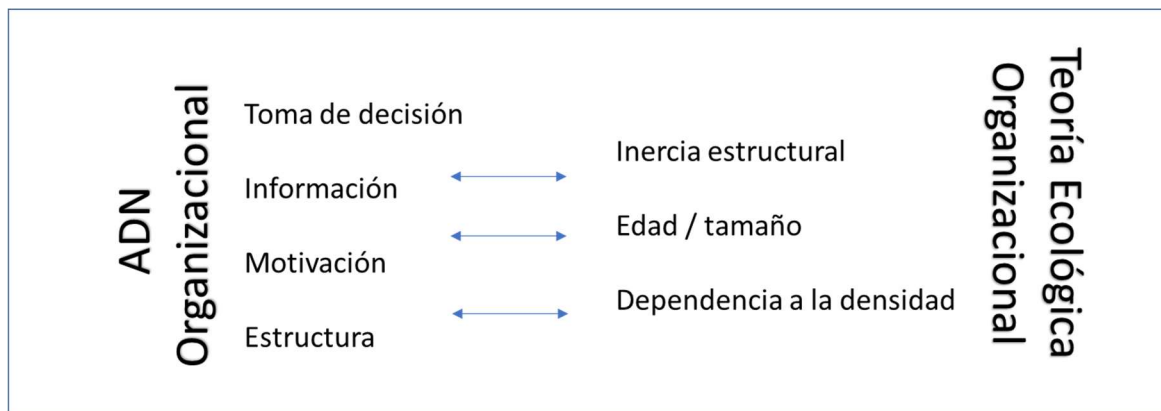 ADN
Organizacional
Toma de decisión
Información
Motivación
Estructura
Inercia estructural
Edad / tamaño
Dependencia a la densidad
Teoría Ecológica
Organizacional